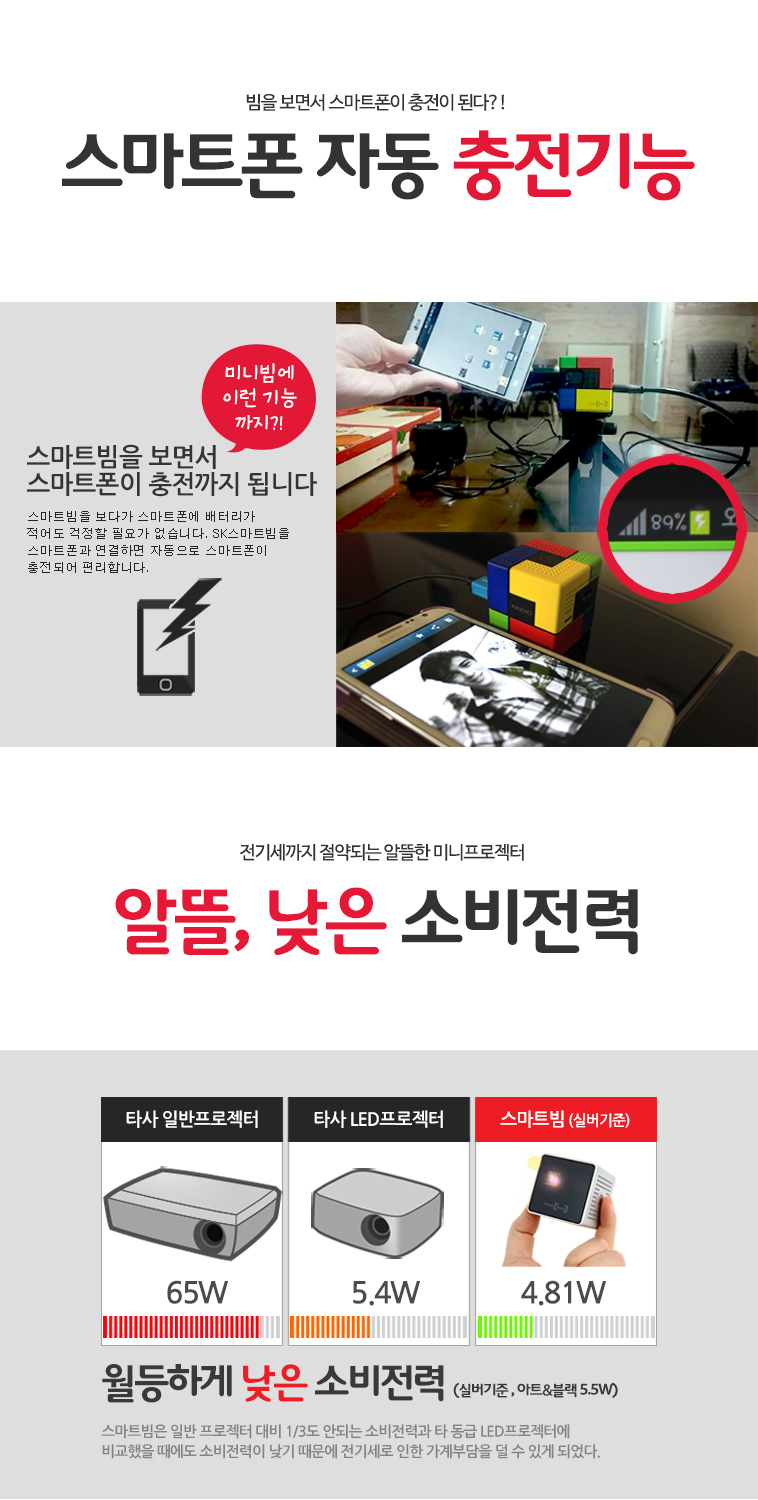 빔을 보면서 스마트폰이 충전이 된다?!
스마트폰 자동 충전기능
미니빔에
이런 기능
까지?!
스마트빔을 보면서
스마트폰이 충전까지 됩니다
스마트빔을 보다가 스마트폰에 배터리가
적어도 걱정할 필요가 없습니다. SK스마트빔을
스마트폰과 연결하면 자동으로 스마트폰이
충전되어 편리합니다.
89%
오
전기세까지 절약되는 알뜰한 미니프로젝터
알뜰, 낮은 소비전력
타사 일반프로젝터
타사 LED프로젝터
스마트빔 (실버기준)
65W
5.4W
4.81W
월등하게 낮은 소비전력 (실버기준 , 아트&블랙 5.5W)
스마트빔은 일반 프로젝터 대비 1/3도 안되는 소비전력과 타 동급 LED프로젝터에
비교했을 때에도 소비전력이 낮기 때문에 전기세로 인한 가계부담을 덜 수 있게 되었다.